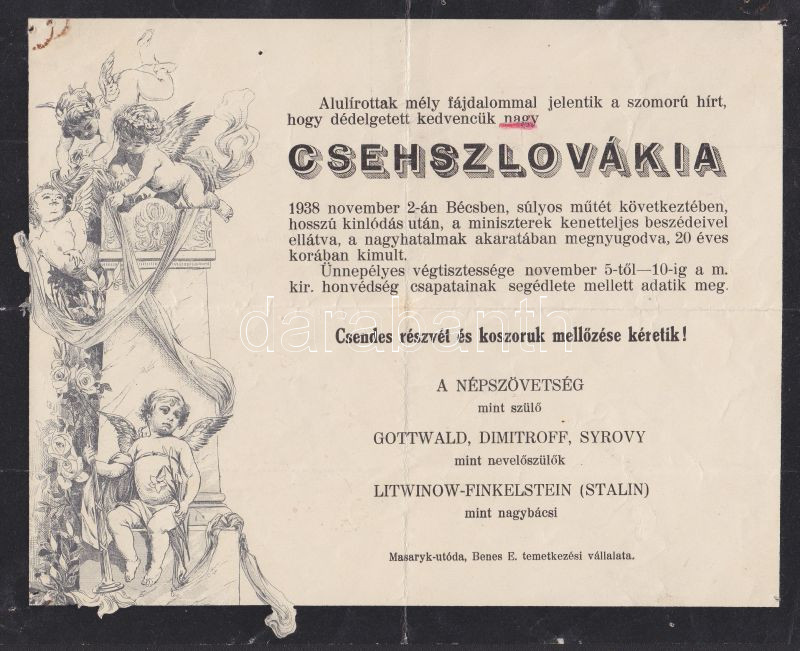 Alulírottak mély fájdalommal jelentik a szomorú hírt,
hogy dédelgetett kedvencük nagy
CSEHSZLOVÁKIA
1938 november 2-án Bécsben, súlyos műtét következtében,
hosszú kinlódás után, a miniszterek kenetteljes beszédeivel
ellátva, a nagyhatalmak akaratában megnyugodva, 20 éves
korában kimult.
Ünnepélyes végtisztessége november 5-től—10-ig a m.
kir. honvédség csapatainak segédlete mellett adatik meg.
darabanth
Csendes részvét és koszoruk mellőzése kéretik!
A NÉPSZÖVETSÉG
mint szülő
GOTTWALD, DIMITROFF, SYROVY
mint nevelőszülők
LITWINOW-FINKELSTEIN (STALIN)
mint nagybácsi
Masaryk-utóda, Benes E. temetkezési vállalata.